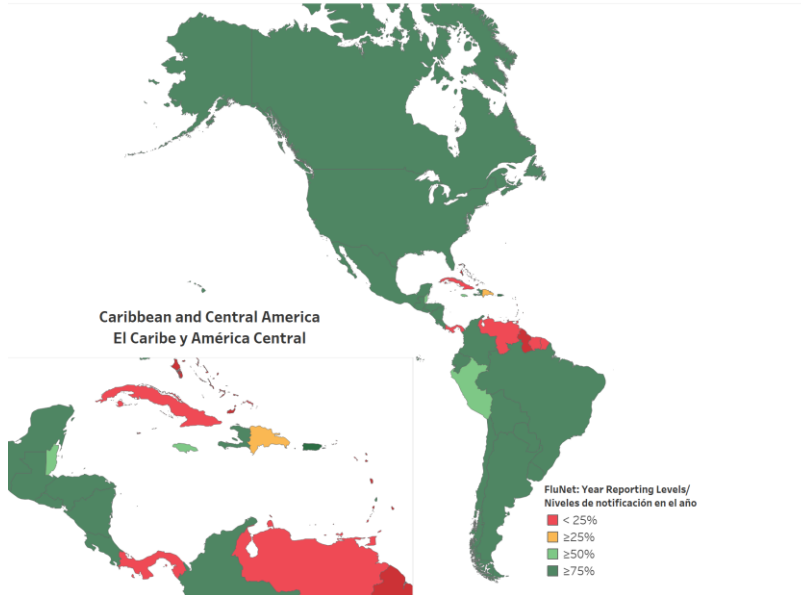 Caribbean and Central America
El Caribe y América Central
FluNet: Year Reporting Levels/
Niveles de notificación en el año
< 25%
≥25%
≥50%
≥75%